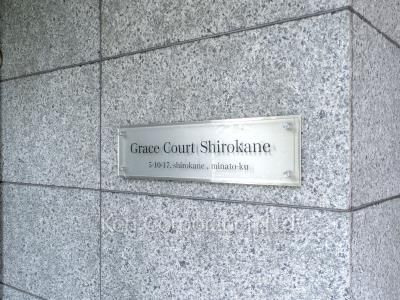 Grace Court Shirokane
5-10-17, shirokane , minato-ku